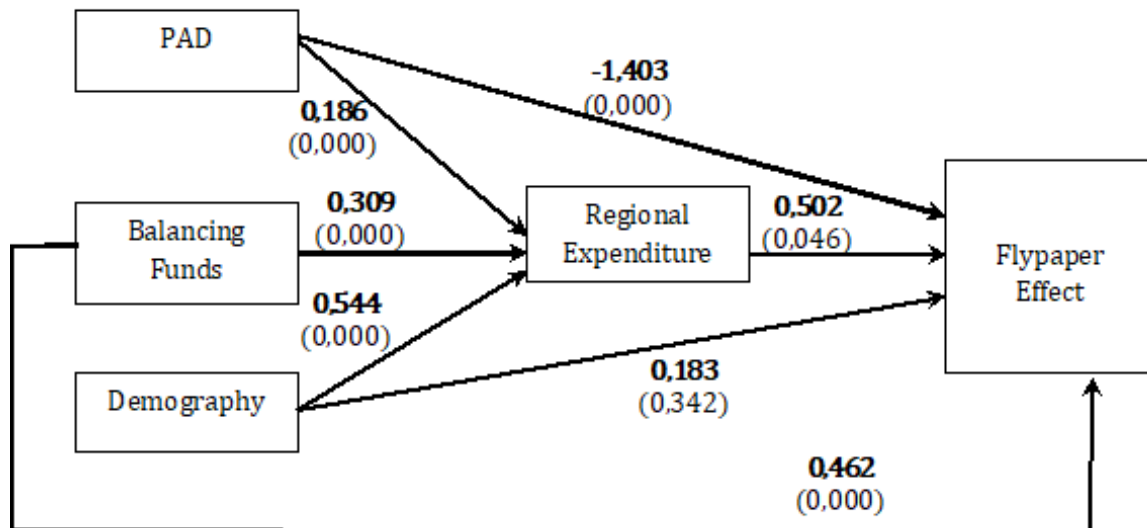 PAD
-1,403
(0,000)
0,186
(0,000)
Balancing
Funds
0,309
(0,000)
Regional
Expenditure
0,502
(0,046)
Flypaper
Effect
0,544
(0,000)
Demography
0,183
(0,342)
0,462
(0,000)